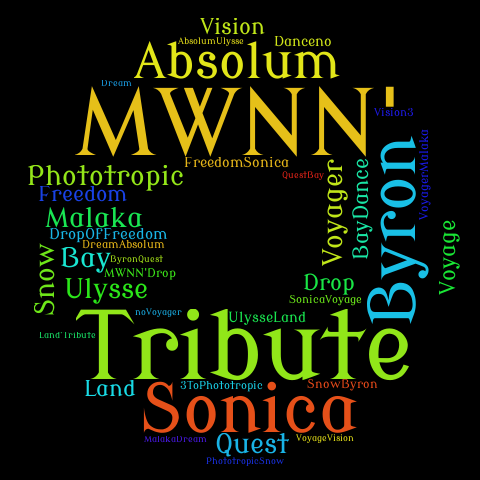 Vision
AbsolumUlysse
Danceno
Absolum
Dream
MWNN'
Vision3
FreedomSonica
Phototropic
QuestBay
Freedom
Voyager
BayDance
Byron
VoyagerMalaka
Malaka
DropOFFreedom
DreamAbsolum
Snow
Bay
ByronQuest
MWNN'Drop
Voyage
Ulysse
Drop
SonicaVoyage
noVoyager
UlysseLand
Tribute
Land'Tribute
Land
3ToPhototropic
SnowByron
Sonica
MalakaDream
Quest
VoyageVision
PhototropicSnow